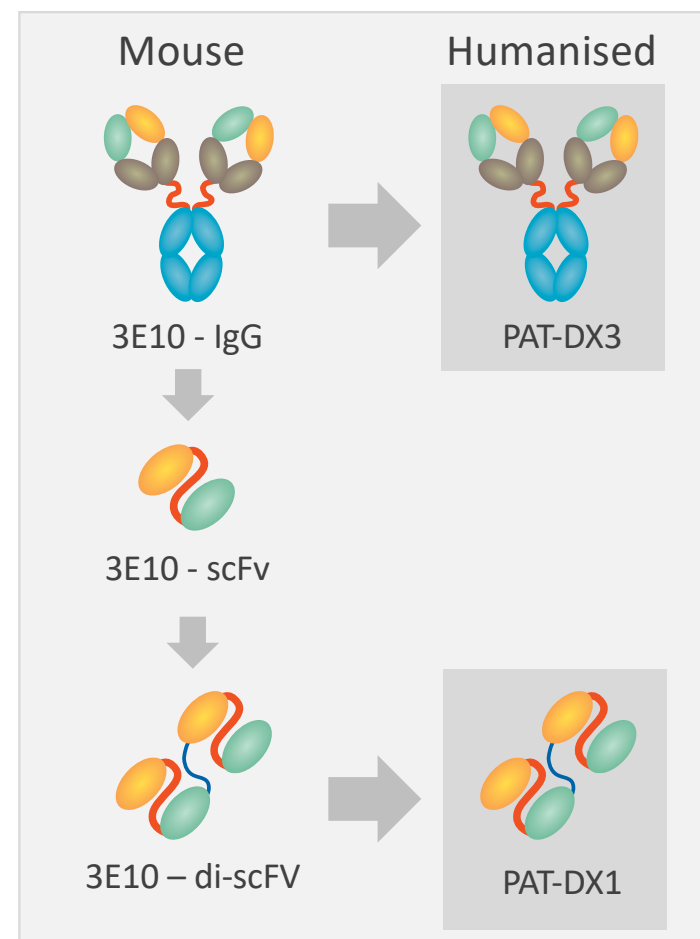 Mouse
Humanised
3E10 - IgG
PAT-DX3
3E10 - scFv
3E10 – di-scFV
PAT-DX1